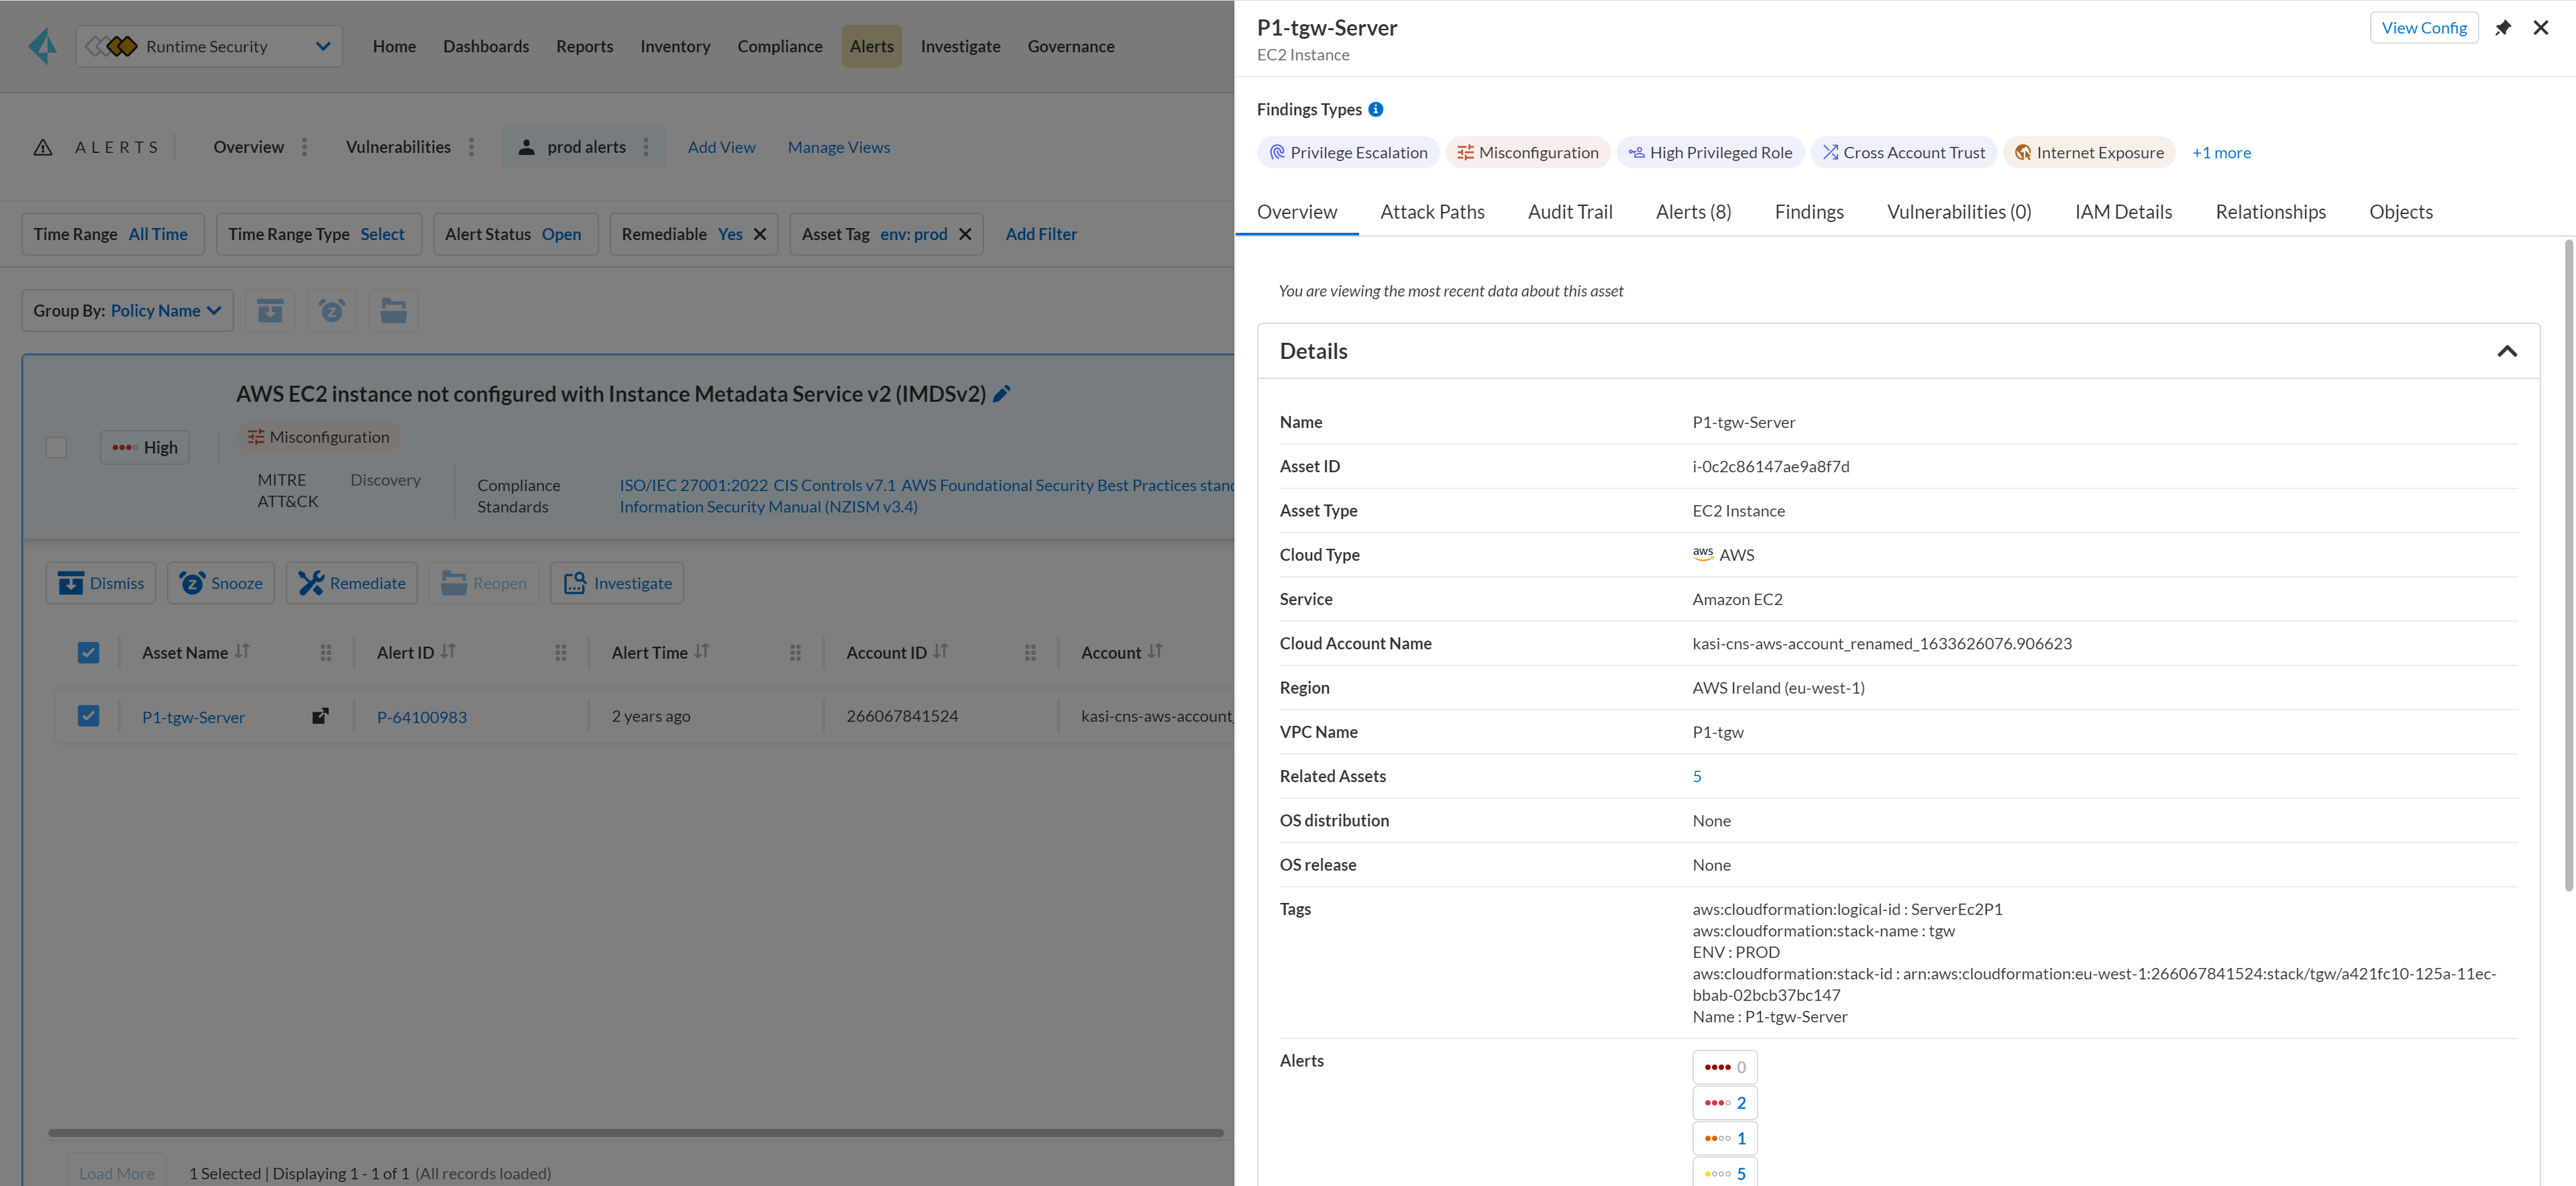 Runtime Security
Home Dashboards Reports Inventory Compliance Alerts Investigate Governance
ALERTS Overview Vulnerabilities prod alerts Add View Manage Views
Time Range All Time Time Range Type Select Alert Status Open Remediable Yes Asset Tag env: prod Add Filter
Group By: Policy Name
AWS EC2 instance not configured with Instance Metadata Service v2 (IMDSv2)
High
Misconfiguration
MITRE ATT&CK Discovery
Compliance Standards
ISO/IEC 27001:2022 CIS Controls v7.1 AWS Foundational Security Best Practices
Information Security Manual (NZISM v3.4)
Dismiss Snooze Remediate Reopen Investigate
Asset Name Alert ID Alert Time Account ID Account
P1-tgw-Server P-64100983 2 years ago 266067841524 kasi-cns-aws-account_
Load More 1 Selected | Displaying 1 - 1 of 1 (All records loaded)
P1-tgw-Server
EC2 Instance
View Config
Findings Types
Privilege Escalation Misconfiguration High Privileged Role Cross Account Trust Internet Exposure +1 more
Overview Attack Paths Audit Trail Alerts (8) Findings Vulnerabilities (0) IAM Details Relationships Objects
You are viewing the most recent data about this asset
Details
Name P1-tgw-Server
Asset ID i-0c2c86147ae9a8f7d
Asset Type EC2 Instance
Cloud Type aws AWS
Service Amazon EC2
Cloud Account Name kasi-cns-aws-account_renamed_1633626076.906623
Region AWS Ireland (eu-west-1)
VPC Name P1-tgw
Related Assets 5
OS distribution None
OS release None
Tags aws:cloudformation:logical-id : ServerEc2P1
aws:cloudformation:stack-name : tgw
ENV : PROD
aws:cloudformation:stack-id : arn:aws:cloudformation:eu-west-1:266067841524:stack/tgw/a421fc10-125a-11ec-
bbab-02bcb37bc147
Name : P1-tgw-Server
Alerts 0
2
1
5